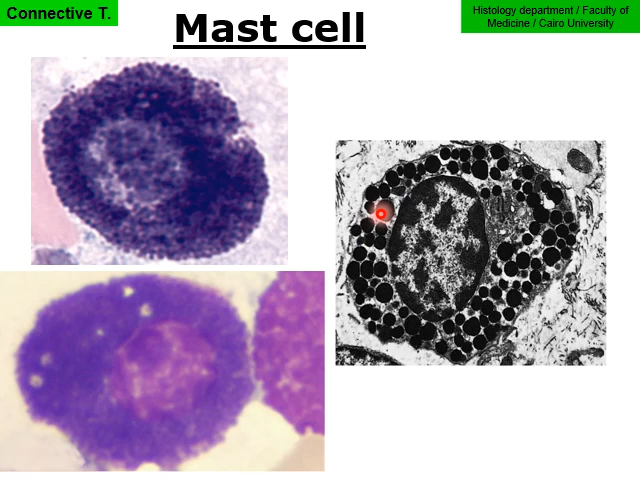 Connective T.
Mast cell
Histology department / Faculty of
Medicine / Cairo University